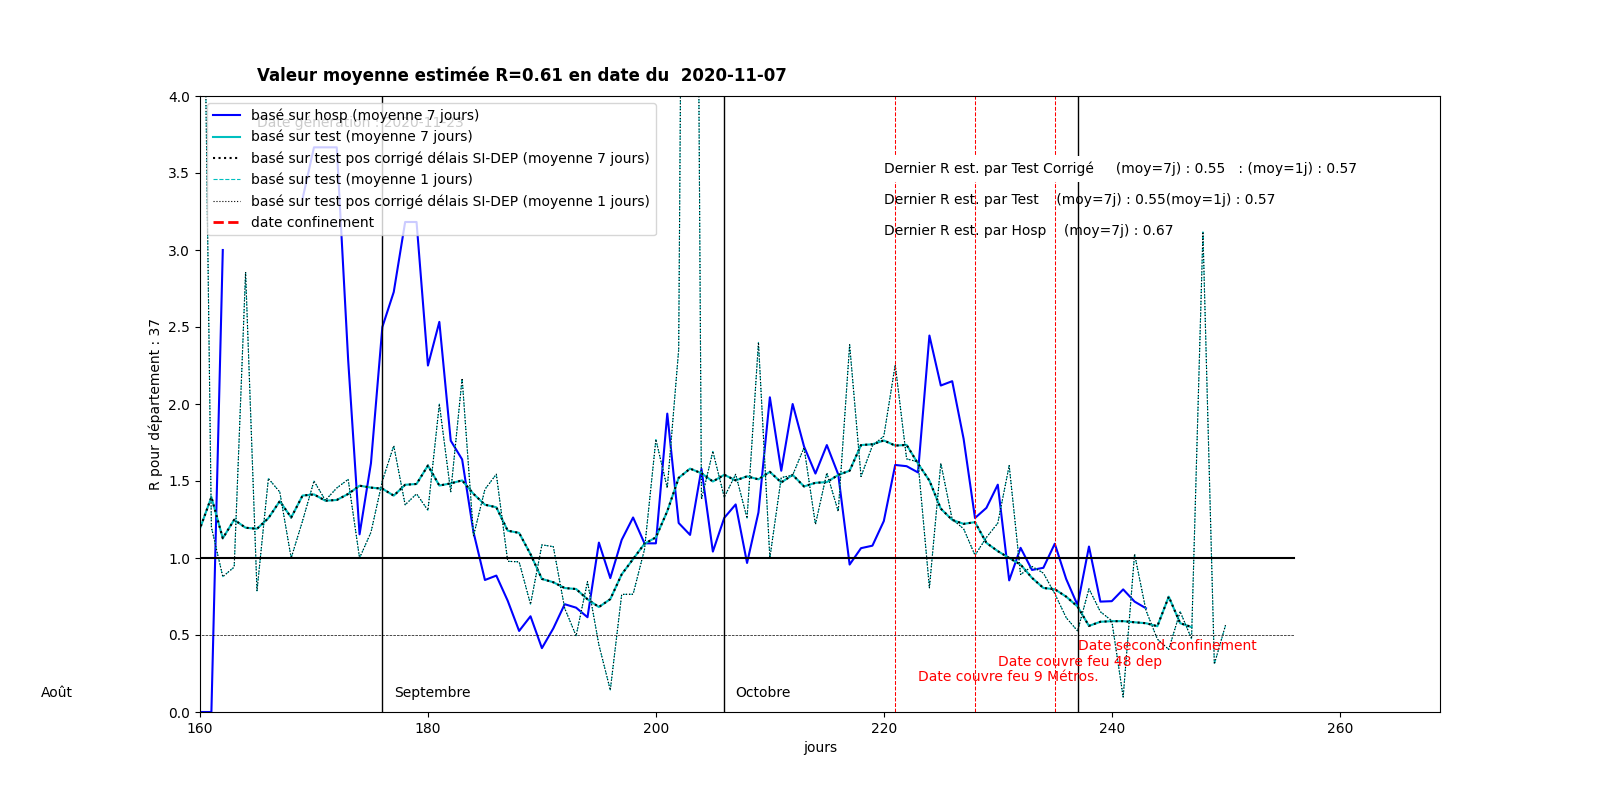 Valeur moyenne estimée R=0.61 en date du  2020-11-07
Date génération : 2020-11-23
basé sur hosp (moyenne 7 jours)
basé sur test (moyenne 7 jours)
basé sur test pos corrigé délais SI-DEP (moyenne 7 jours)
basé sur test (moyenne 1 jours)
basé sur test pos corrigé délais SI-DEP (moyenne 1 jours)
date confinement
Dernier R est. par Test Corrigé (moy=7j) : 0.55 : (moy=1j) : 0.57
Dernier R est. par Test (moy=7j) : 0.55(moy=1j) : 0.57
Dernier R est. par Hosp (moy=7j) : 0.67
4.0
3.5
3.0
2.5
2.0
1.5
1.0
0.5
0.0
R pour département : 37
Date second confinement
Date couvre feu 48 dep
Date couvre feu 9 Métros.
Août
Septembre
Octobre
160 180 200 220 240 260
jours